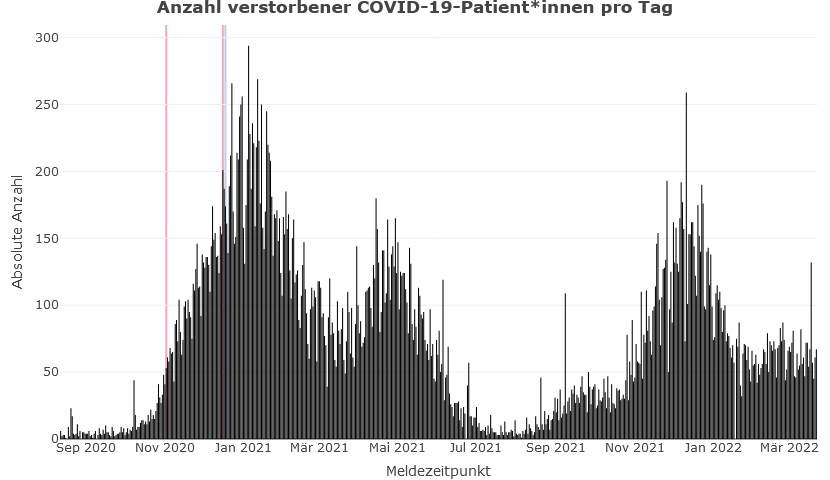 Anzahl verstorbener COVID-19-Patient*innen pro Tag
300
250
200
150
100
50
0
Absolute Anzahl
Sep 2020 Nov 2020 Jan 2021 Mär 2021 Mai 2021 Jul 2021 Sep 2021 Nov 2021 Jan 2022 Mär 2022
Meldezeitpunkt